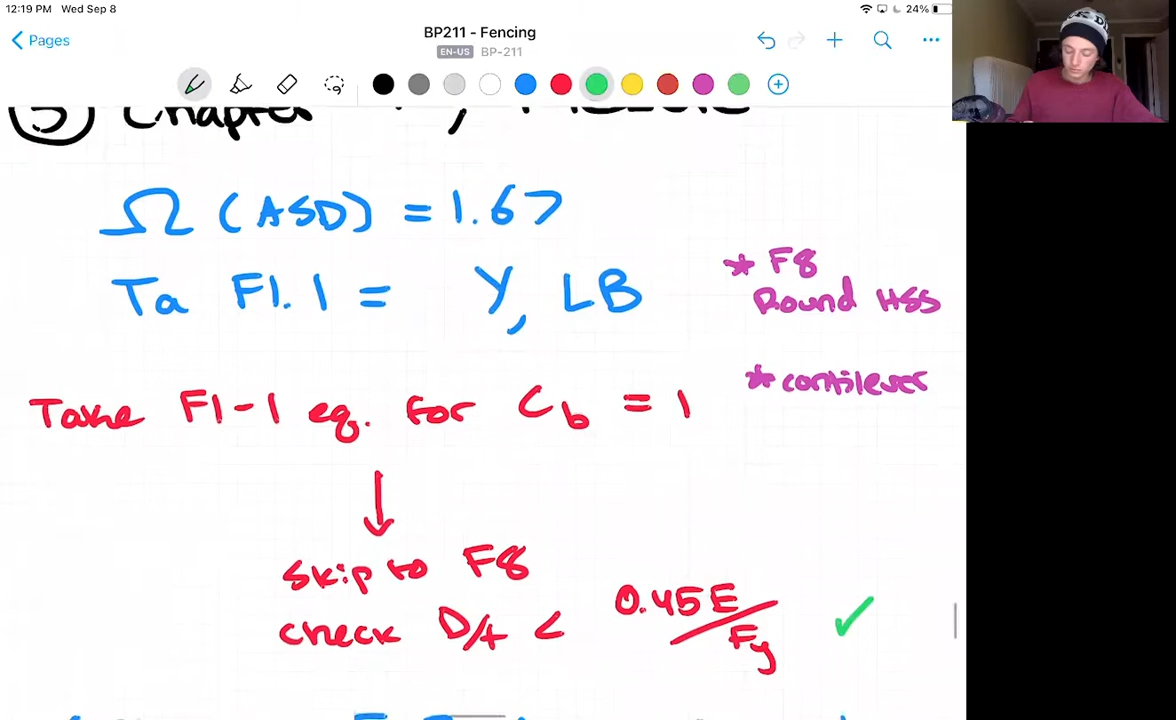 12:19 PM Wed Sep 8
24%
Pages
BP211 - Fencing
EN-US BP-211
③ Chapter
Ω (ASD) = 1.67
Ta F1.1 = Y, LB
* F8
Round HSS
* cantilever
Take F1-1 eq. for Cb = 1
↓
skip to F8
check D/t < 0.45E/Fy ✓